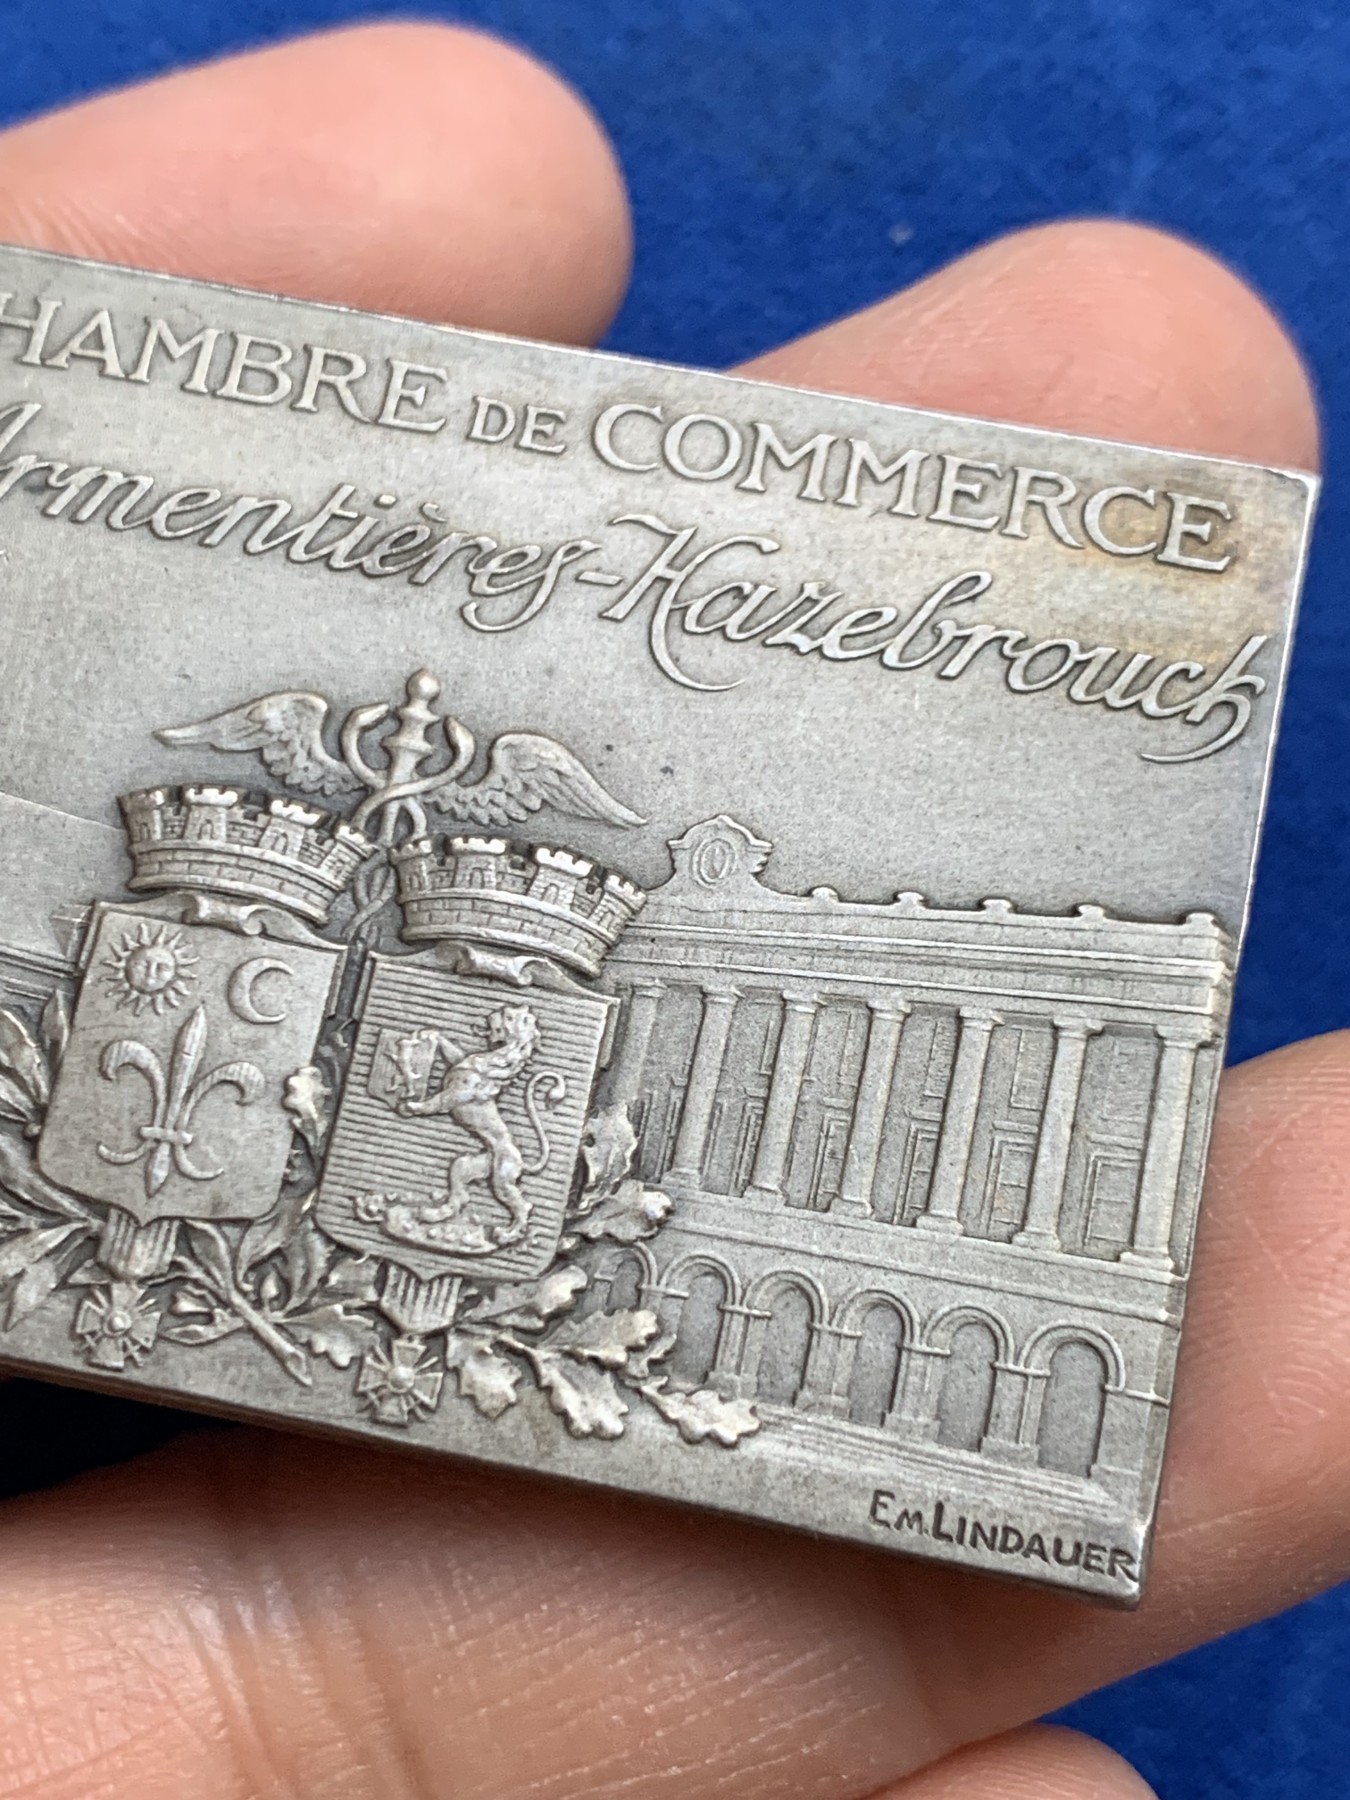 HAMBRE DE COMMERCE
Armentières-Hazebrouck
EM. LINDAUER